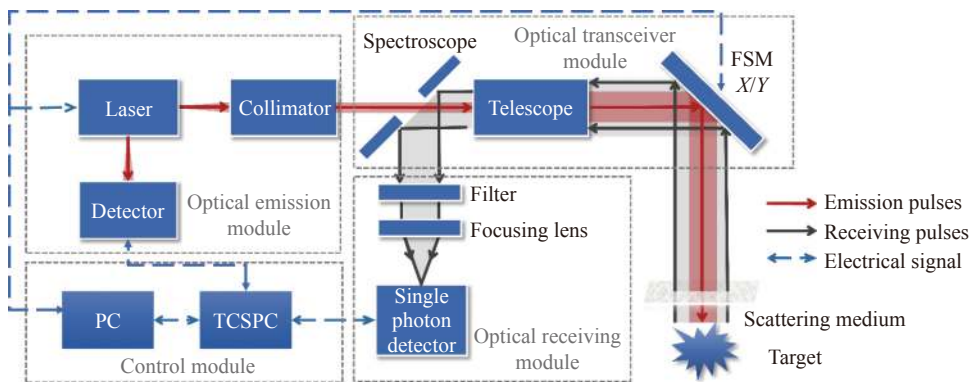 Spectroscope
Optical transceiver
module
FSM
X/Y
Laser
Collimator
Telescope
Detector
Optical emission
module
Filter
Focusing lens
Emission pulses
Receiving pulses
Electrical signal
PC
TCSPC
Single
photon
detector
Optical receiving
module
Control module
Scattering medium
Target